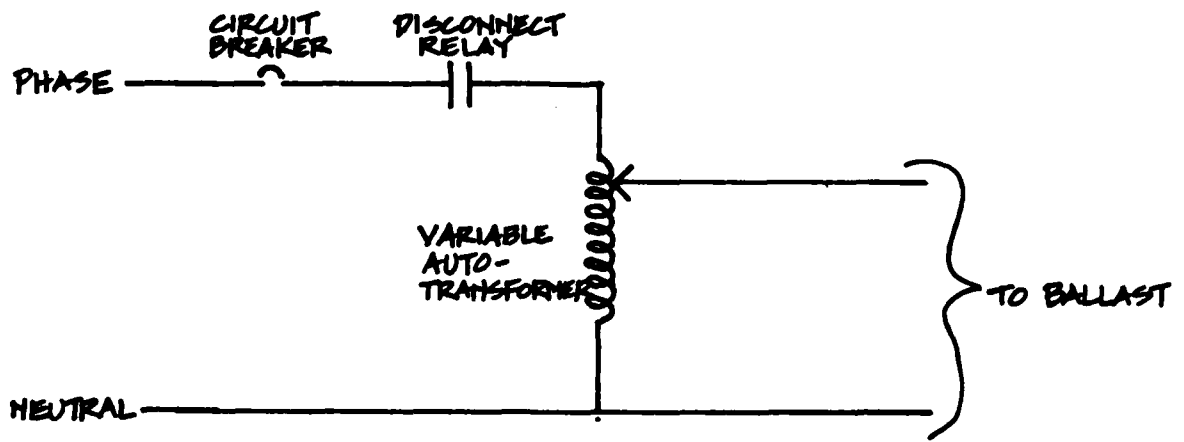 CIRCUIT
BREAKER
DISCONNECT
RELAY
PHASE
VARIABLE
AUTO-
TRANSFORMER
TO BALLAST
NEUTRAL